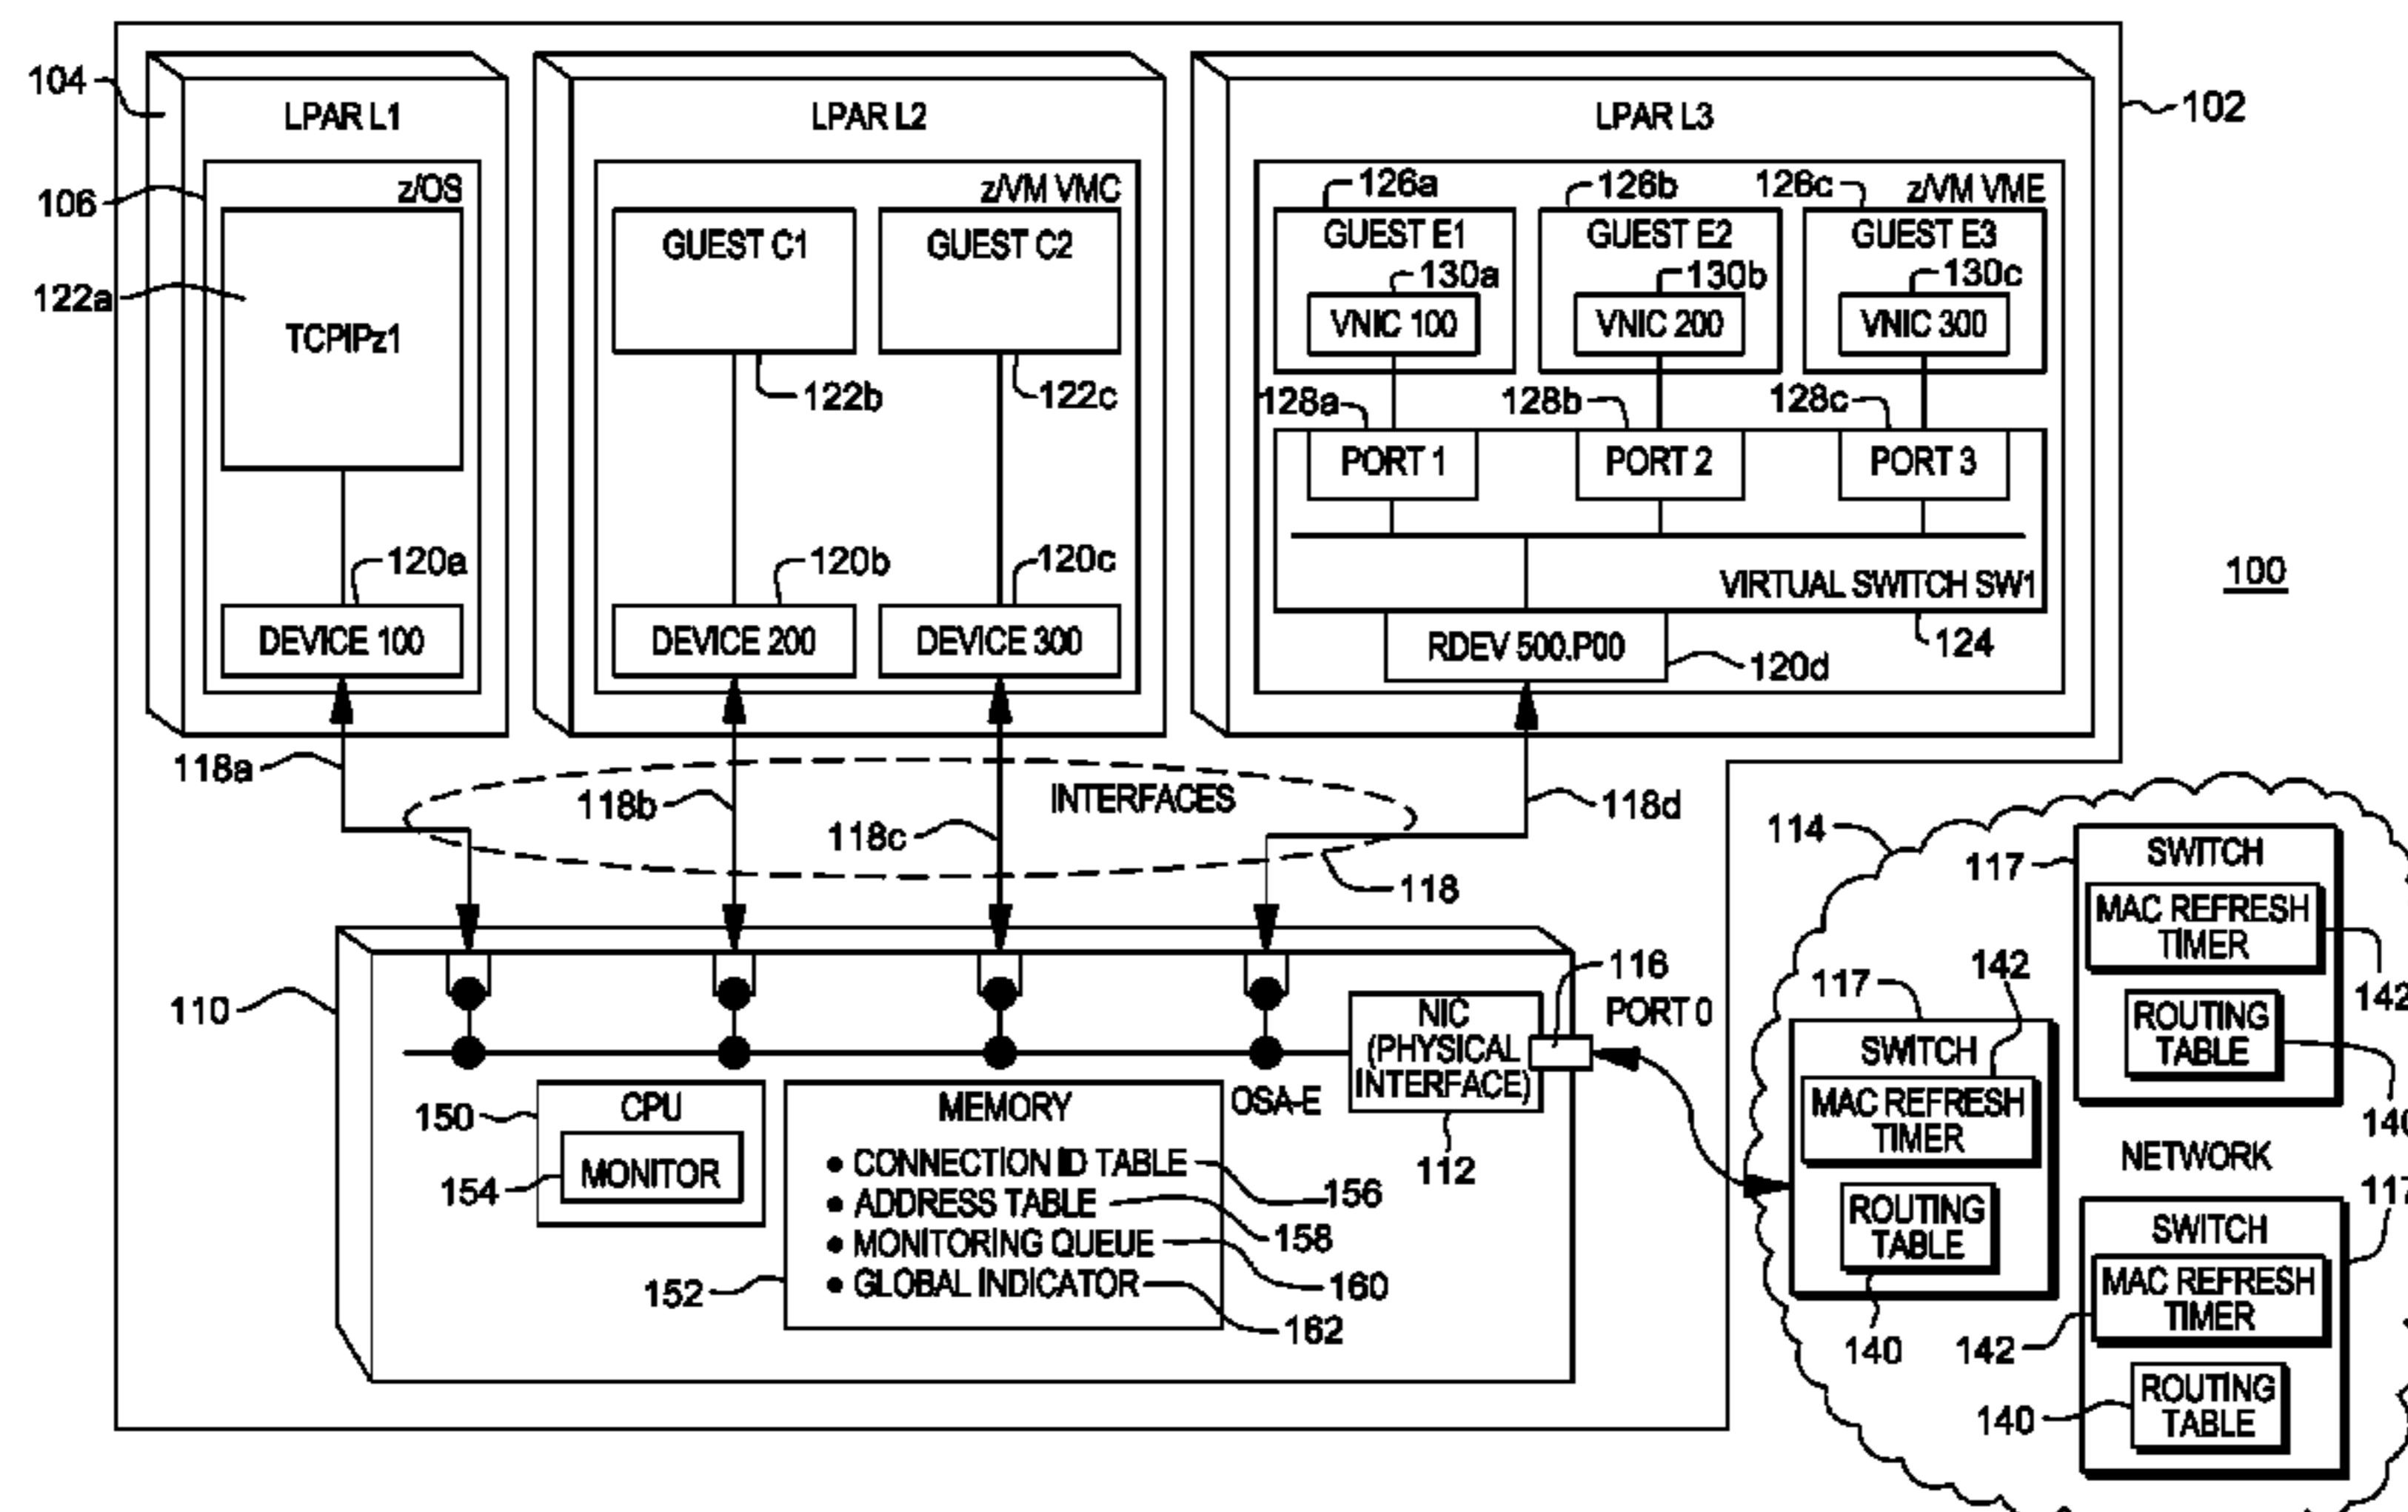 104
LPAR L1
106
z/OS
122a
TCPIPz1
120a
DEVICE 100
118a
LPAR L2
z/VM VMC
GUEST C1
GUEST C2
122b
122c
120b
120c
DEVICE 200
DEVICE 300
118b
118c
INTERFACES
118
LPAR L3
102
126a
126b
126c
z/VM VME
GUEST E1
GUEST E2
GUEST E3
130a
130b
130c
VNIC 100
VNIC 200
VNIC 300
128a
128b
128c
PORT 1
PORT 2
PORT 3
VIRTUAL SWITCH SW1
124
RDEV 500.P00
120d
118d
100
110
NIC
(PHYSICAL
INTERFACE)
116
PORT 0
112
OSA-E
150
CPU
154
MONITOR
MEMORY
• CONNECTION ID TABLE
156
• ADDRESS TABLE
158
• MONITORING QUEUE
160
• GLOBAL INDICATOR
162
152
114
117
SWITCH
MAC REFRESH
TIMER
142
ROUTING
TABLE
140
117
142
SWITCH
MAC REFRESH
TIMER
ROUTING
TABLE
140
NETWORK
117
SWITCH
MAC REFRESH
TIMER
142
ROUTING
TABLE
140